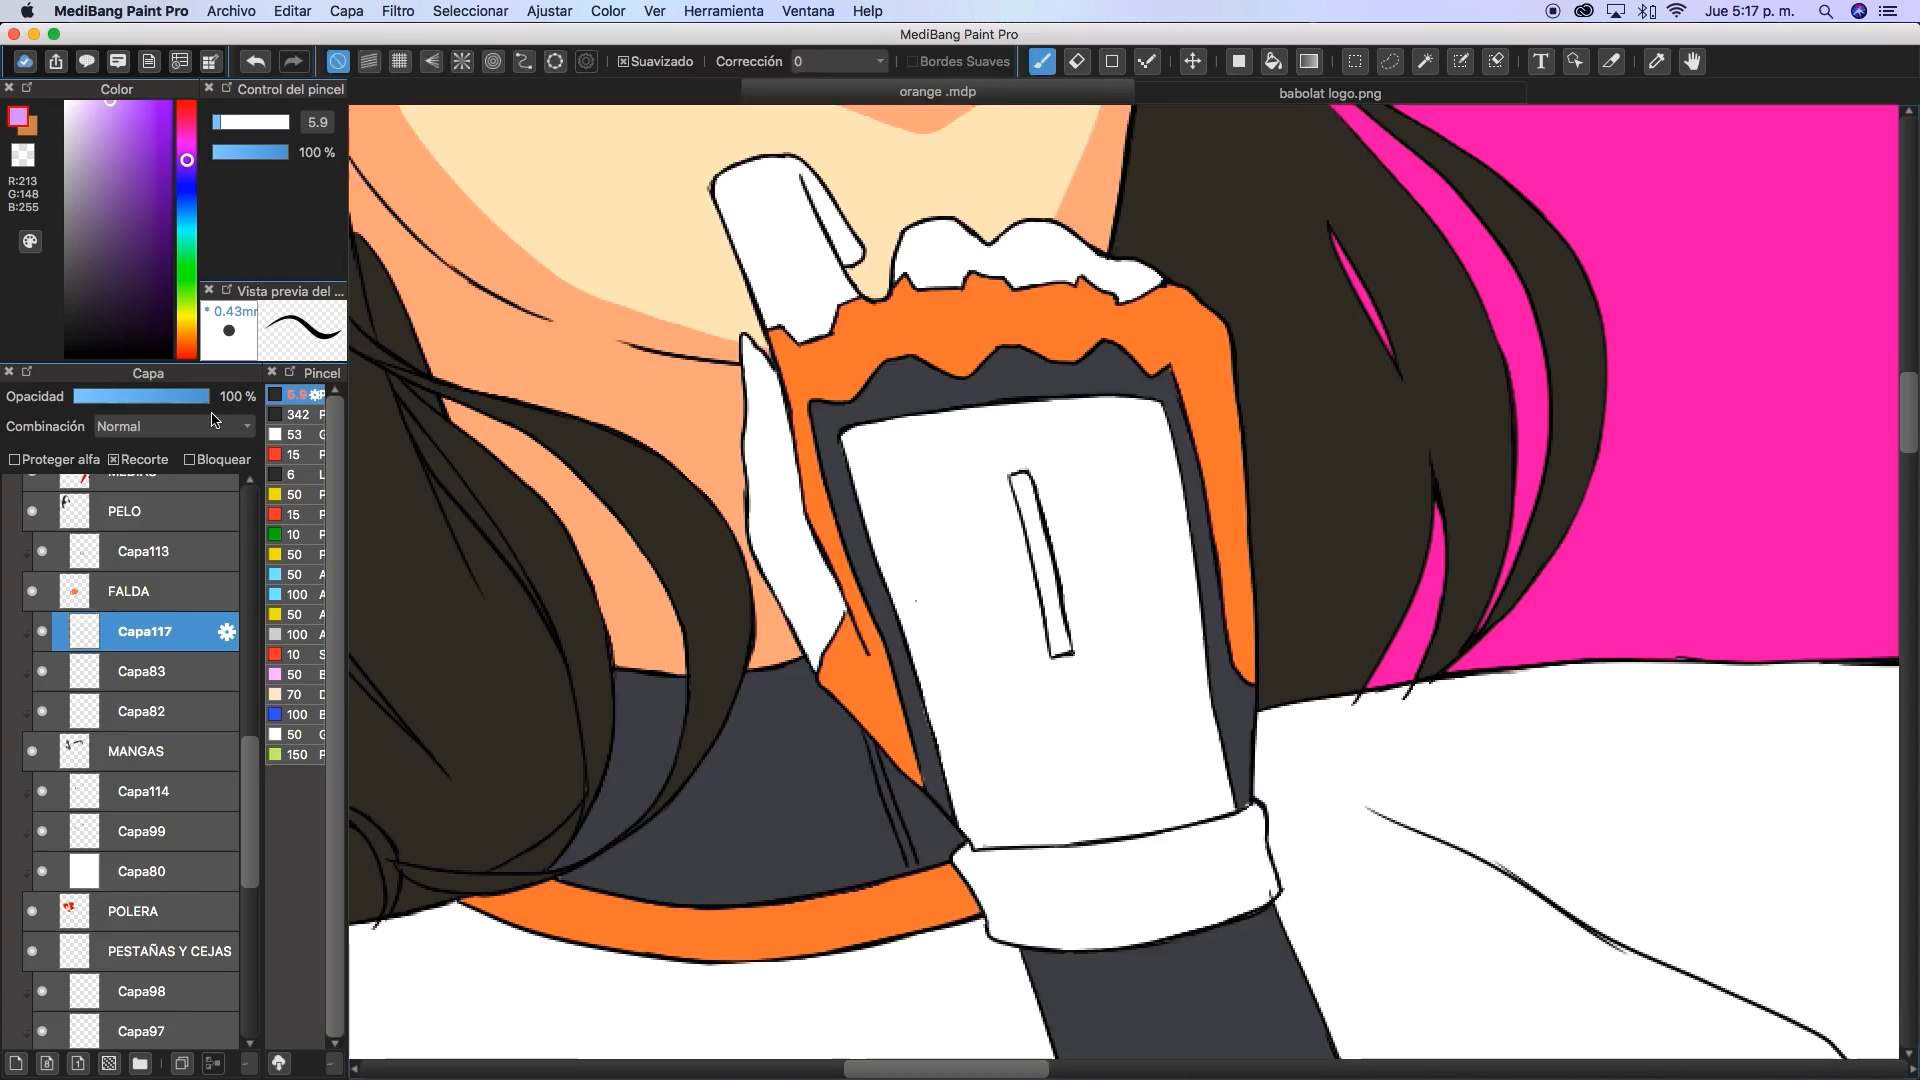 MediBang Paint Pro Archivo Editar Capa Filtro Seleccionar Ajustar Color Ver Herramienta Ventana Help Jue 5:17 p. m.
MediBang Paint Pro
Suavizado Corrección 0 Bordes Suaves
Color Control del pincel orange .mdp babolat logo.png
5.9
100 %
R:213
G:148
B:255
Vista previa del ...
* 0.43mm
Capa Pincel
Opacidad 100 %
Combinación Normal
Proteger alfa Recorte Bloquear
PELO
Capa113
FALDA
Capa117
Capa83
Capa82
MANGAS
Capa114
Capa99
Capa80
POLERA
PESTAÑAS Y CEJAS
Capa98
Capa97
5.9 P
342 P
53 G
15 P
6 L
50 P
15 P
10 P
50 P
50 A
100 A
50 A
100 A
10 S
50 B
70 D
100 B
50 G
150 P